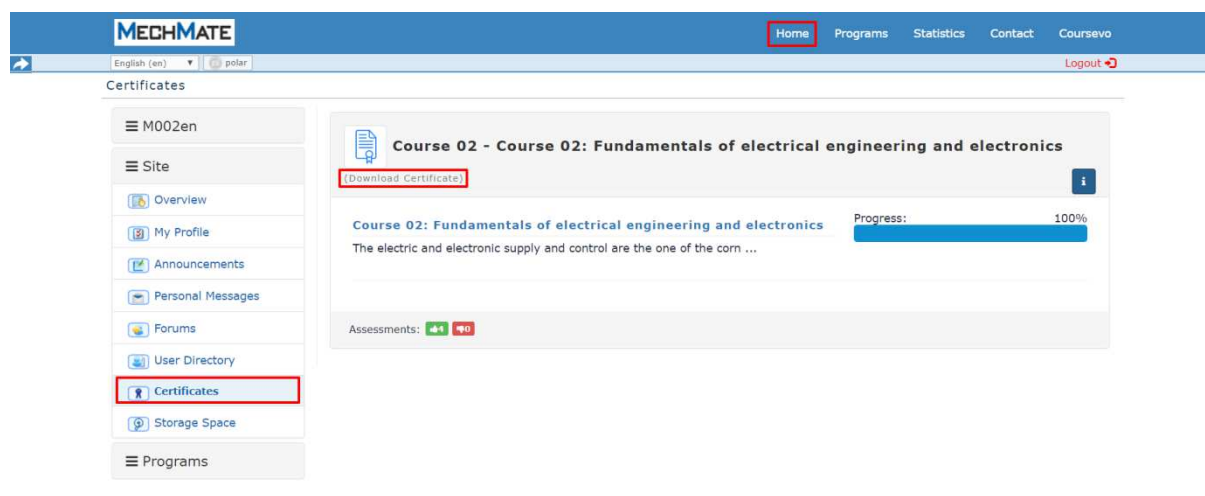 MECHMATE
Home Programs Statistics Contact Coursevo
English (en) polar Logout
Certificates
M002en
Site
Overview
My Profile
Announcements
Personal Messages
Forums
User Directory
Certificates
Storage Space
Programs
Course 02 - Course 02: Fundamentals of electrical engineering and electronics
(Download Certificate)
i
Course 02: Fundamentals of electrical engineering and electronics
Progress: 100%
The electric and electronic supply and control are the one of the corn ...
Assessments: 4 0